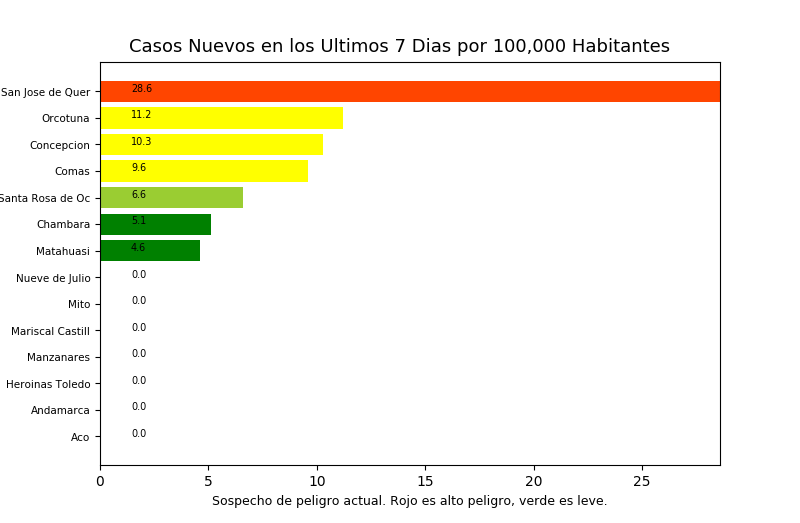 Casos Nuevos en los Ultimos 7 Dias por 100,000 Habitantes
San Jose de Quer 28.6
Orcotuna 11.2
Concepcion 10.3
Comas 9.6
Santa Rosa de Oc 6.6
Chambara 5.1
Matahuasi 4.6
Nueve de Julio 0.0
Mito 0.0
Mariscal Castill 0.0
Manzanares 0.0
Heroinas Toledo 0.0
Andamarca 0.0
Aco 0.0
0 5 10 15 20 25
Sospecho de peligro actual. Rojo es alto peligro, verde es leve.